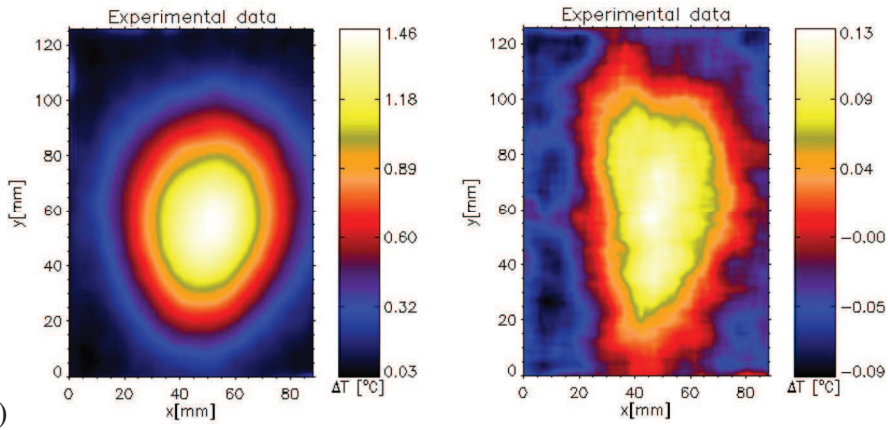 Experimental data
120
100
80
60
40
20
0
y[mm]
0 20 40 60 80
x[mm]
1.46
1.18
0.89
0.60
0.32
0.03
ΔT [°C]
Experimental data
120
100
80
60
40
20
0
y[mm]
0 20 40 60 80
x[mm]
0.13
0.09
0.04
-0.00
-0.05
-0.09
ΔT [°C]
)